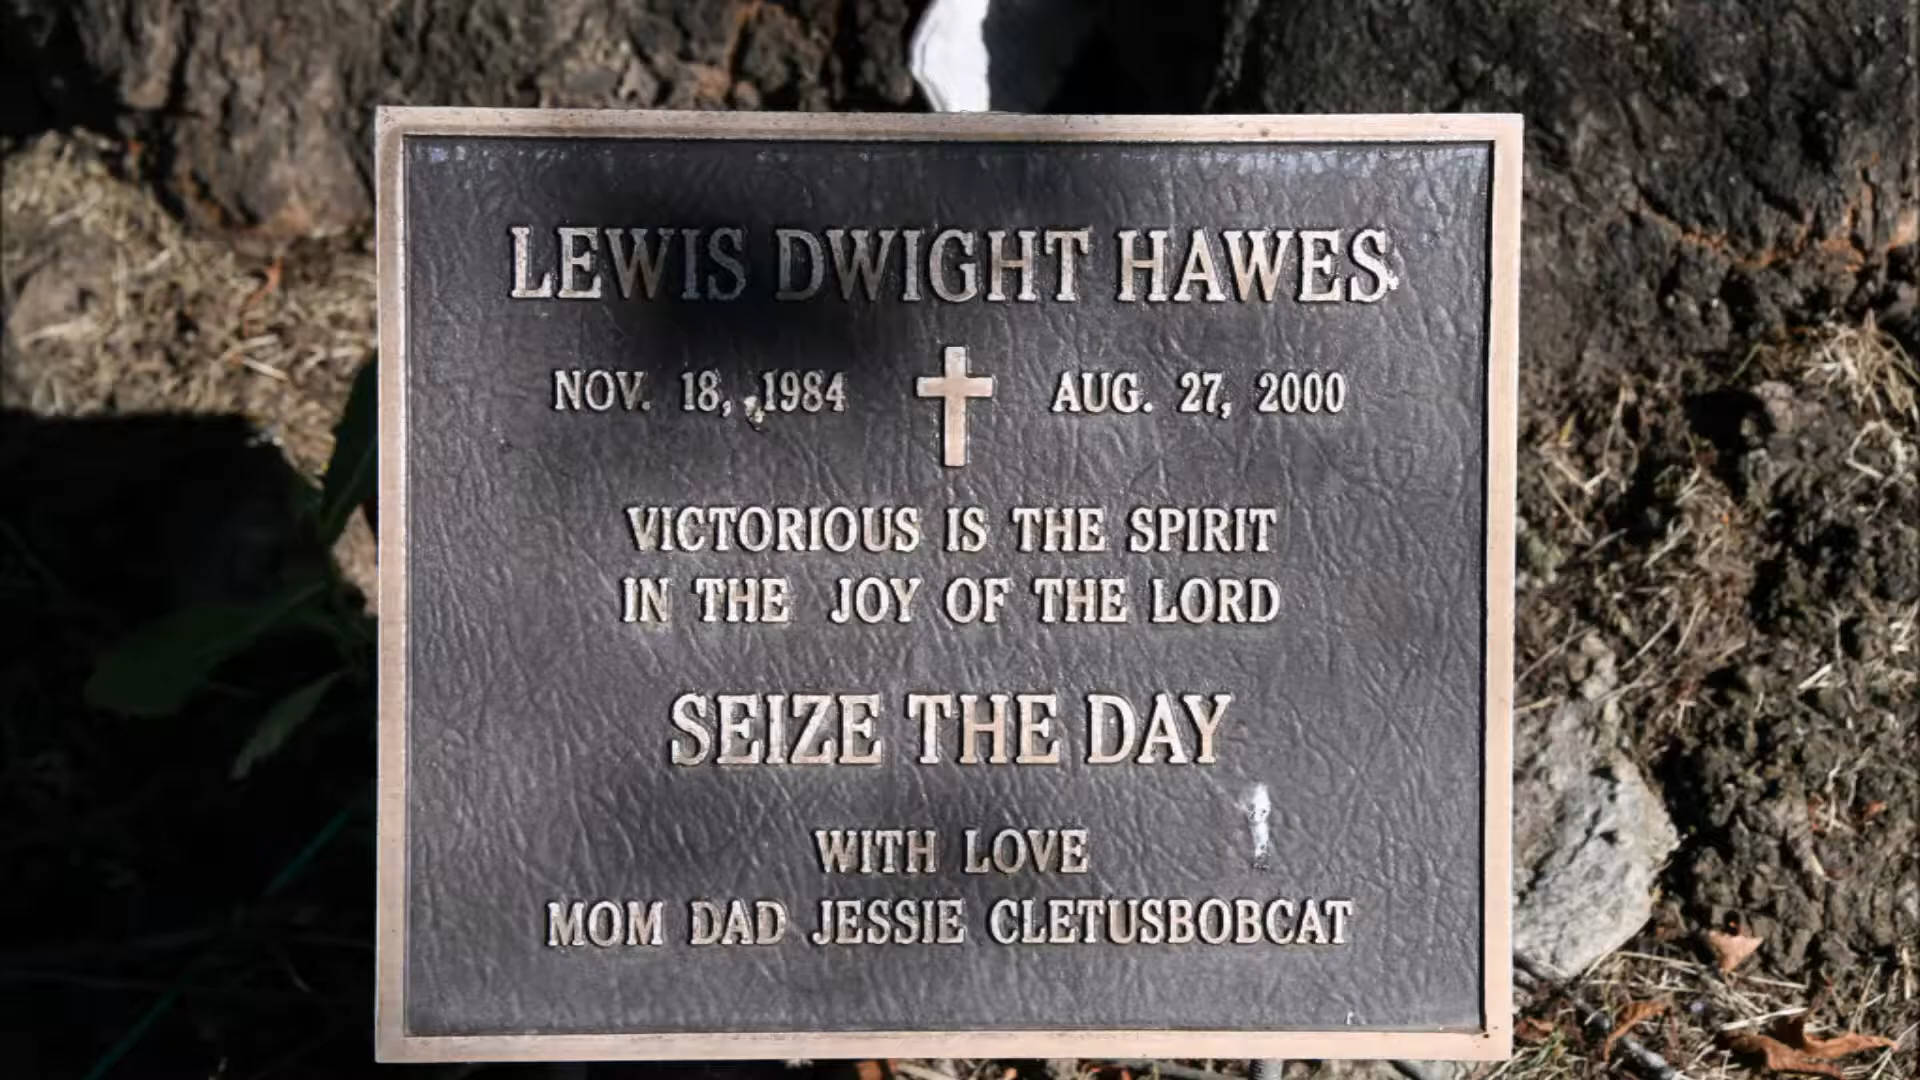 LEWIS DWIGHT HAWES
NOV. 18, 1984 AUG. 27, 2000
VICTORIOUS IS THE SPIRIT
IN THE JOY OF THE LORD
SEIZE THE DAY
WITH LOVE
MOM DAD JESSIE CLETUSBOBCAT